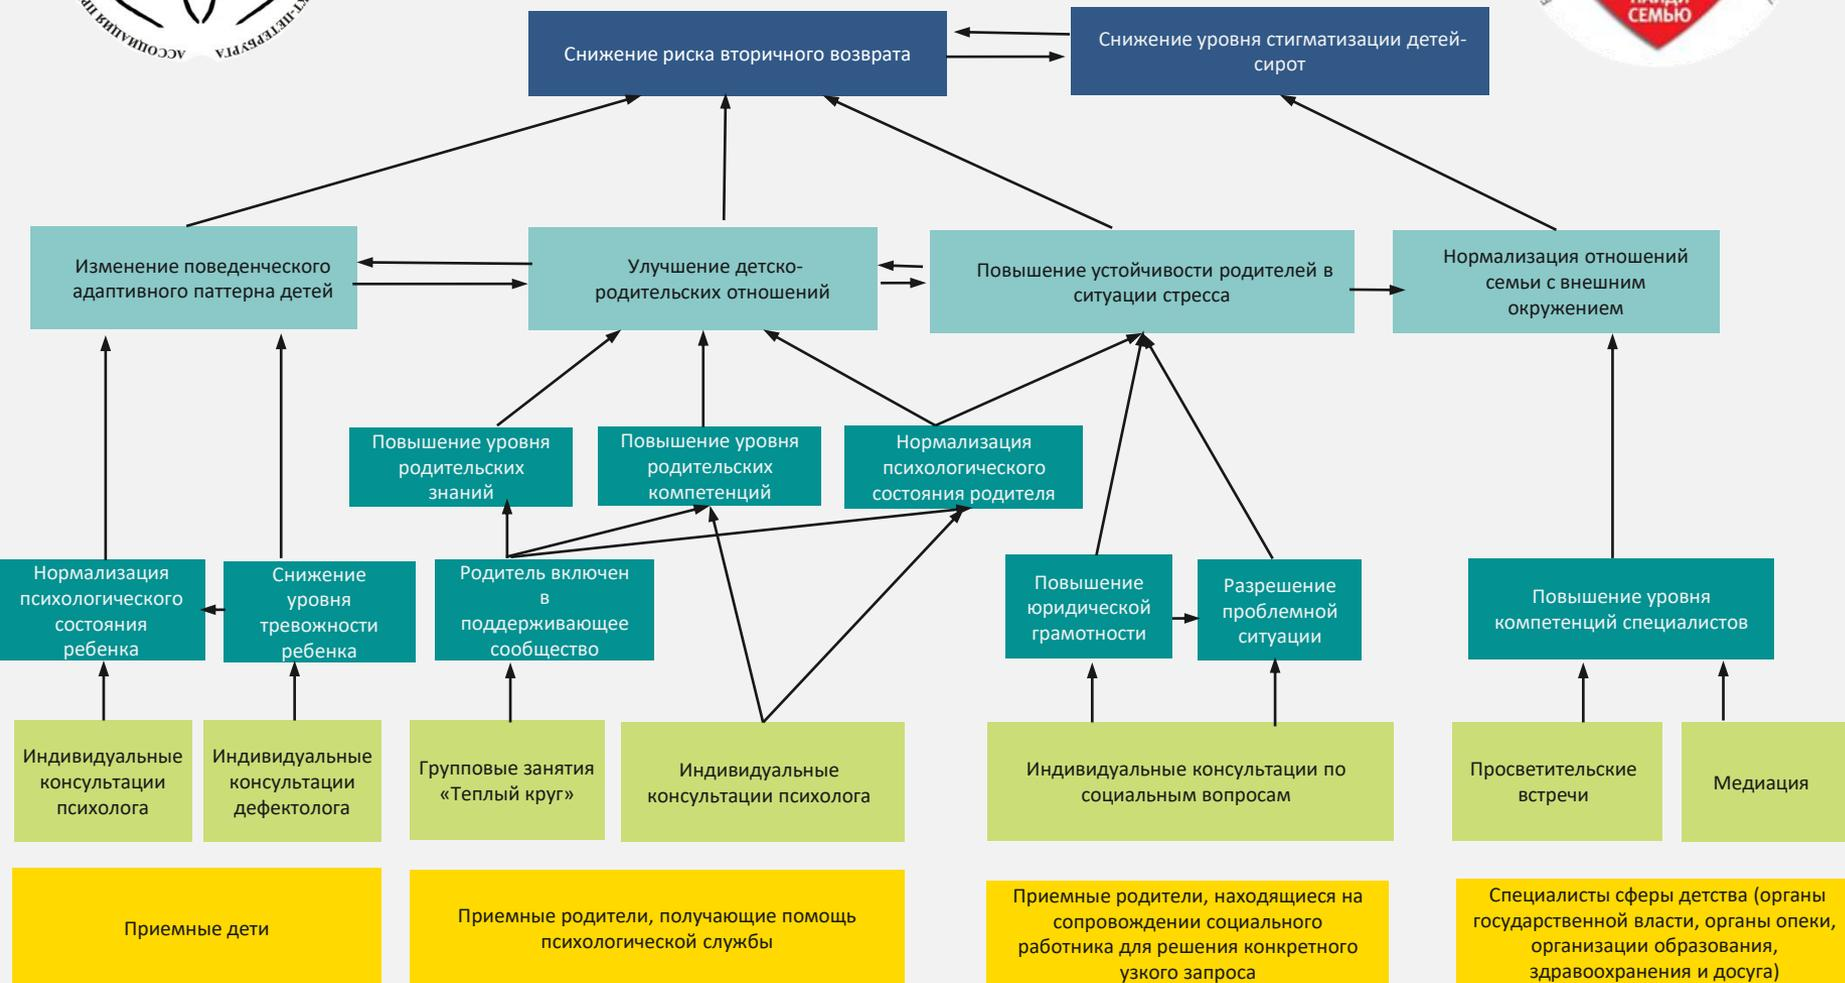 АССОЦИАЦИЯ
КТ-ПЕТЕРБУРГА
НАЙДИ
СЕМЬЮ
Снижение риска вторичного возврата
Снижение уровня стигматизации детей-
сирот
Изменение поведенческого
адаптивного паттерна детей
Улучшение детско-
родительских отношений
Повышение устойчивости родителей в
ситуации стресса
Нормализация отношений
семьи с внешним
окружением
Повышение уровня
родительских
знаний
Повышение уровня
родительских
компетенций
Нормализация
психологического
состояния родителя
Нормализация
психологического
состояния
ребенка
Снижение
уровня
тревожности
ребенка
Родитель включен
в
поддерживающее
сообщество
Повышение
юридической
грамотности
Разрешение
проблемной
ситуации
Повышение уровня
компетенций специалистов
Индивидуальные
консультации
психолога
Индивидуальные
консультации
дефектолога
Групповые занятия
«Теплый круг»
Индивидуальные
консультации психолога
Индивидуальные консультации по
социальным вопросам
Просветительские
встречи
Медиация
Приемные дети
Приемные родители, получающие помощь
психологической службы
Приемные родители, находящиеся на
сопровождении социального
работника для решения конкретного
узкого запроса
Специалисты сферы детства (органы
государственной власти, органы опеки,
организации образования,
здравоохранения и досуга)